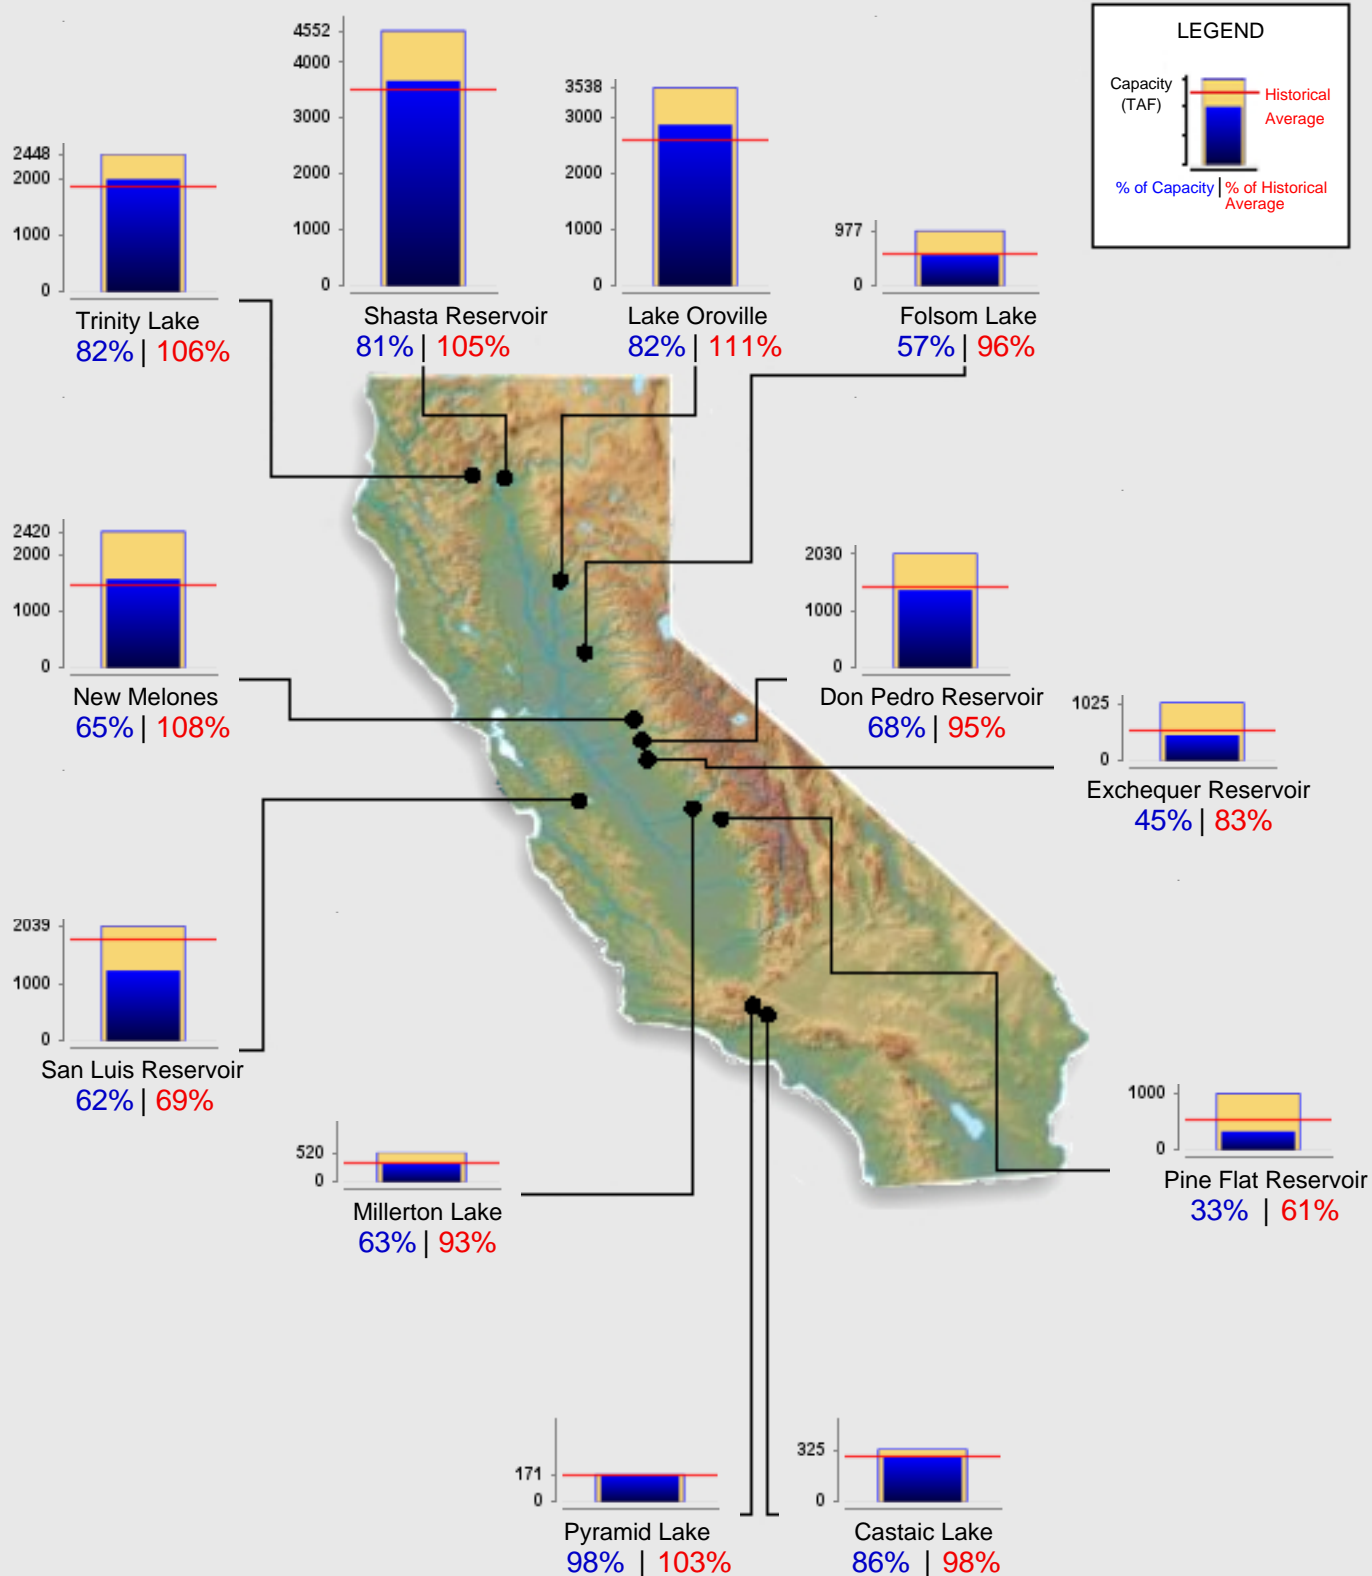 LEGEND
Capacity
(TAF)
Historical
Average
% of Capacity | % of Historical
Average
4552
4000
3000
2000
1000
0
Shasta Reservoir
81% | 105%
3538
3000
2000
1000
0
Lake Oroville
82% | 111%
2448
2000
1000
0
Trinity Lake
82% | 106%
977
0
Folsom Lake
57% | 96%
2420
2000
1000
0
New Melones
65% | 108%
2030
1000
0
Don Pedro Reservoir
68% | 95%
1025
0
Exchequer Reservoir
45% | 83%
2039
1000
0
San Luis Reservoir
62% | 69%
520
0
Millerton Lake
63% | 93%
1000
0
Pine Flat Reservoir
33% | 61%
171
0
Pyramid Lake
98% | 103%
325
0
Castaic Lake
86% | 98%